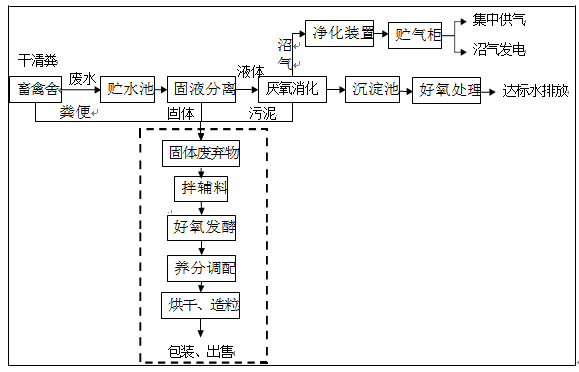 净化装置
贮气柜
集中供气
沼气发电
沼气
干清粪
畜禽舍
废水
贮水池
固液分离
液体
厌氧消化
沉淀池
好氧处理
达标水排放
粪便
固体
污泥
固体废弃物
拌辅料
好氧发酵
养分调配
烘干、造粒
包装、出售